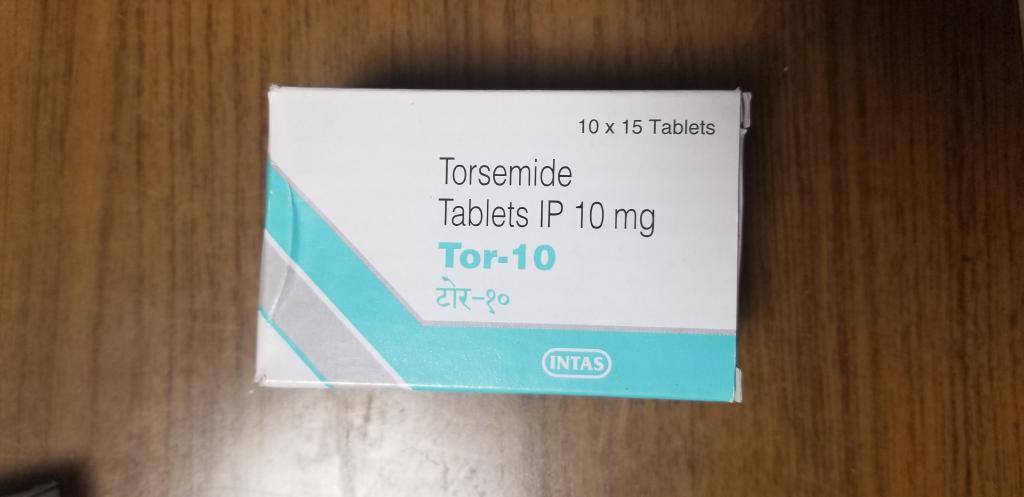 10 x 15 Tablets
Torsemide
Tablets IP 10 mg
Tor-10
टोर-१०
INTAS